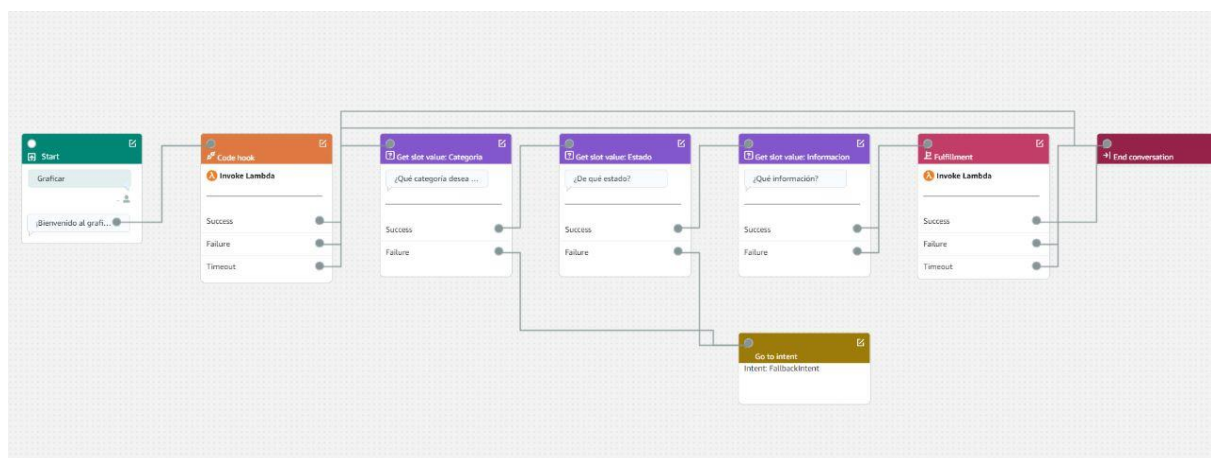 Start
Graficar
¡Bienvenido al grafi...
Code hook
Invoke Lambda
Success
Failure
Timeout
Get slot value: Categoria
¿Qué categoría desea ...
Success
Failure
Get slot value: Estado
¿De qué estado?
Success
Failure
Get slot value: Informacion
¿Qué información?
Success
Failure
Go to intent
Intent: FallbackIntent
Fulfillment
Invoke Lambda
Success
Failure
Timeout
End conversation